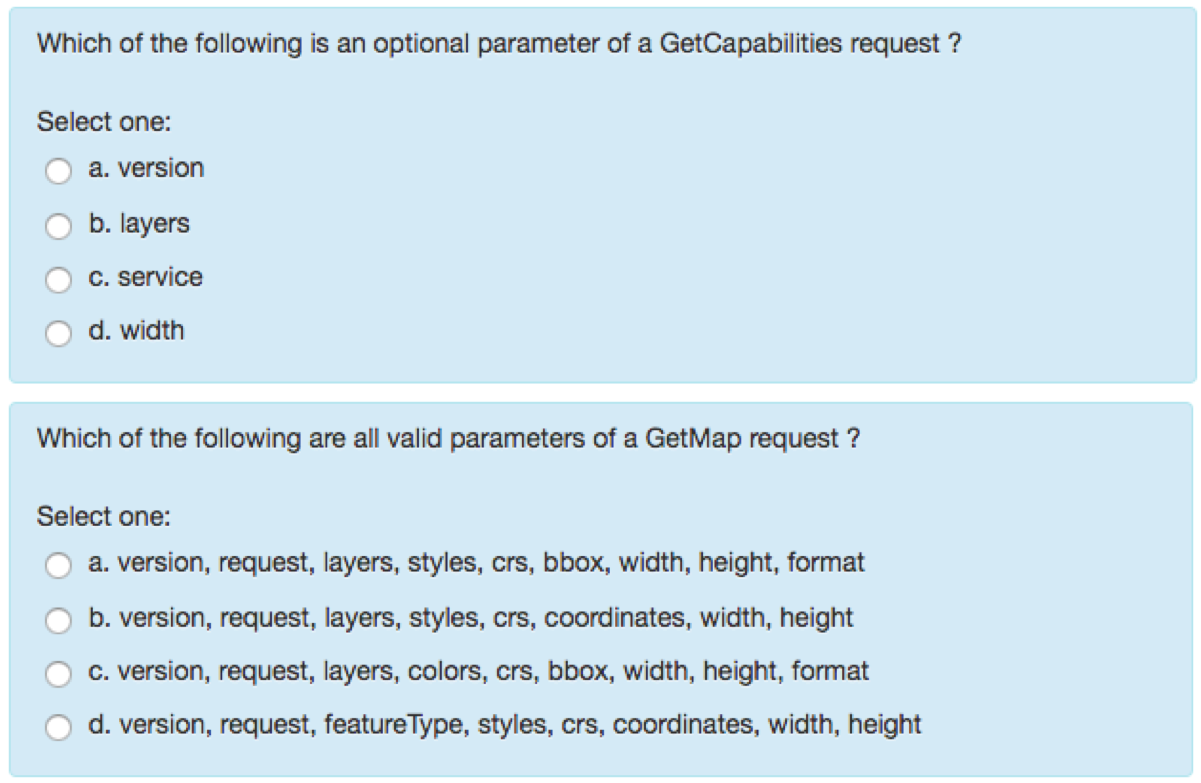 Which of the following is an optional parameter of a GetCapabilities request ?
Select one:
a. version
b. layers
c. service
d. width
Which of the following are all valid parameters of a GetMap request ?
Select one:
a. version, request, layers, styles, crs, bbox, width, height, format
b. version, request, layers, styles, crs, coordinates, width, height
c. version, request, layers, colors, crs, bbox, width, height, format
d. version, request, featureType, styles, crs, coordinates, width, height